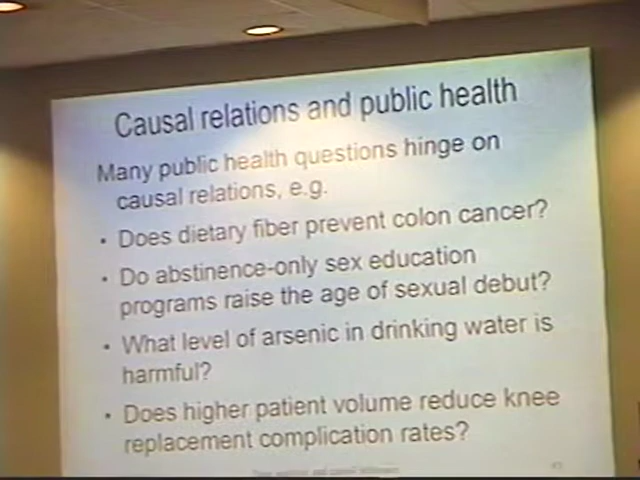 Causal relations and public health
Many public health questions hinge on
causal relations, e.g.
• Does dietary fiber prevent colon cancer?
• Do abstinence-only sex education
programs raise the age of sexual debut?
• What level of arsenic in drinking water is
harmful?
• Does higher patient volume reduce knee
replacement complication rates?